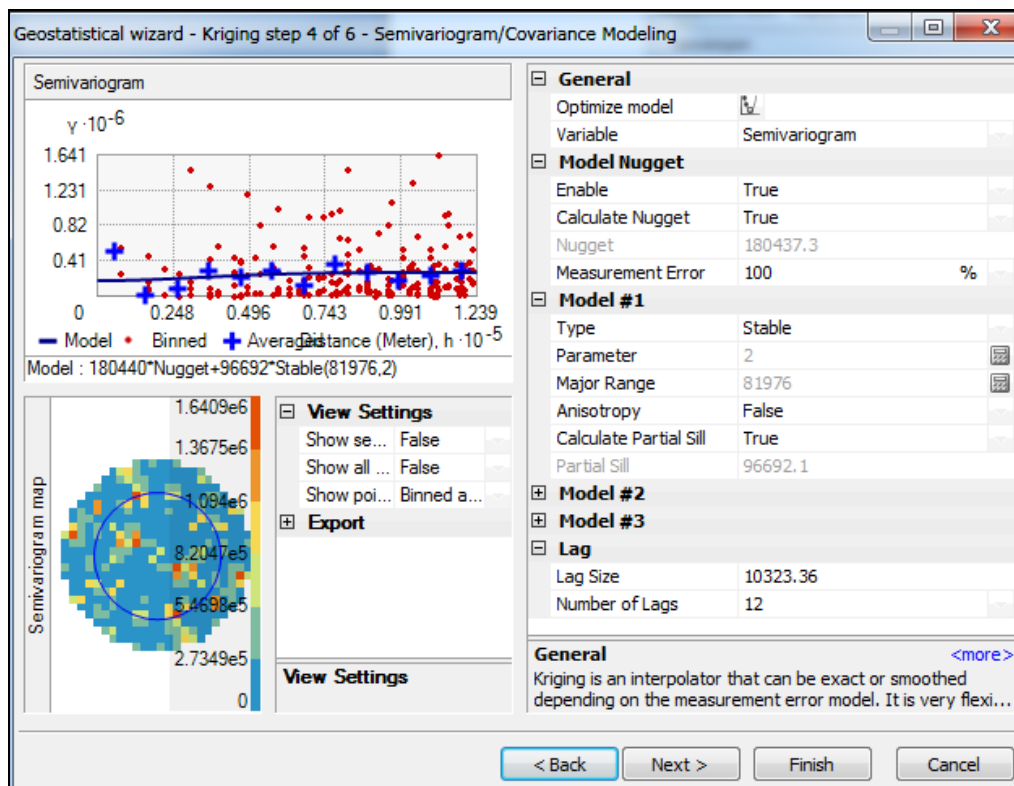 Geostatistical wizard - Kriging step 4 of 6 - Semivariogram/Covariance Modeling
Semivariogram
γ ·10⁻⁶
1.641
1.231
0.82
0.41
0 0.248 0.496 0.743 0.991 1.239
Model Binned Averaged Distance (Meter), h ·10⁻⁵
Model : 180440*Nugget+96692*Stable(81976,2)
Semivariogram map
1.6409e6
1.3675e6
1.094e6
8.2047e5
5.4698e5
2.7349e5
0
View Settings
Show se... False
Show all ... False
Show poi... Binned a...
Export
View Settings
General
Optimize model
Variable Semivariogram
Model Nugget
Enable True
Calculate Nugget True
Nugget 180437.3
Measurement Error 100 %
Model #1
Type Stable
Parameter 2
Major Range 81976
Anisotropy False
Calculate Partial Sill True
Partial Sill 96692.1
Model #2
Model #3
Lag
Lag Size 10323.36
Number of Lags 12
General <more>
Kriging is an interpolator that can be exact or smoothed
depending on the measurement error model. It is very flexi...
< Back Next > Finish Cancel